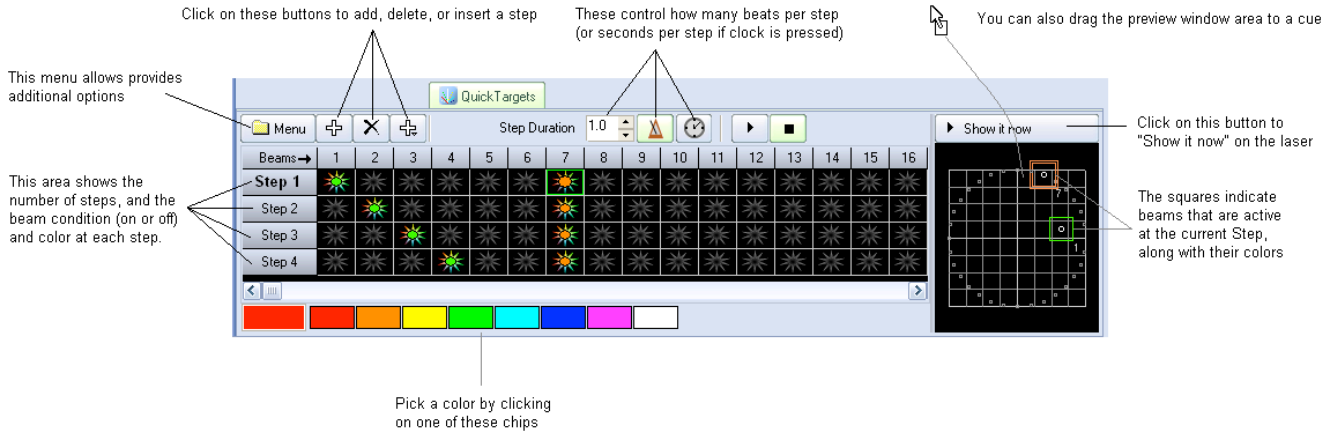 Click on these buttons to add, delete, or insert a step
These control how many beats per step
(or seconds per step if clock is pressed)
You can also drag the preview window area to a cue
This menu allows provides
additional options
QuickTargets
Menu
Step Duration 1.0
Show it now
Click on this button to
"Show it now" on the laser
Beams→ 1 2 3 4 5 6 7 8 9 10 11 12 13 14 15 16
Step 1
Step 2
Step 3
Step 4
7
1
This area shows the
number of steps, and the
beam condition (on or off)
and color at each step.
The squares indicate
beams that are active
at the current Step,
along with their colors
Pick a color by clicking
on one of these chips